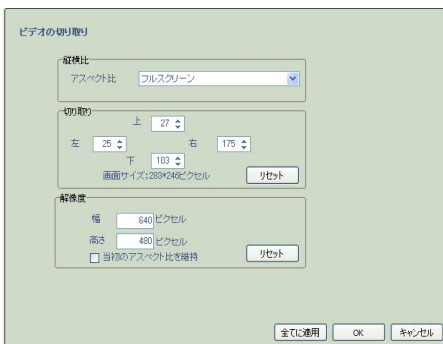 ビデオの切り取り
縦横比
アスペクト比 フルスクリーン
切り取り
上 27
左 25 右 175
下 103
画面サイズ:283*246ピクセル リセット
解像度
幅 640 ピクセル
高さ 480 ピクセル
当初のアスペクト比を維持 リセット
全てに適用 OK キャンセル